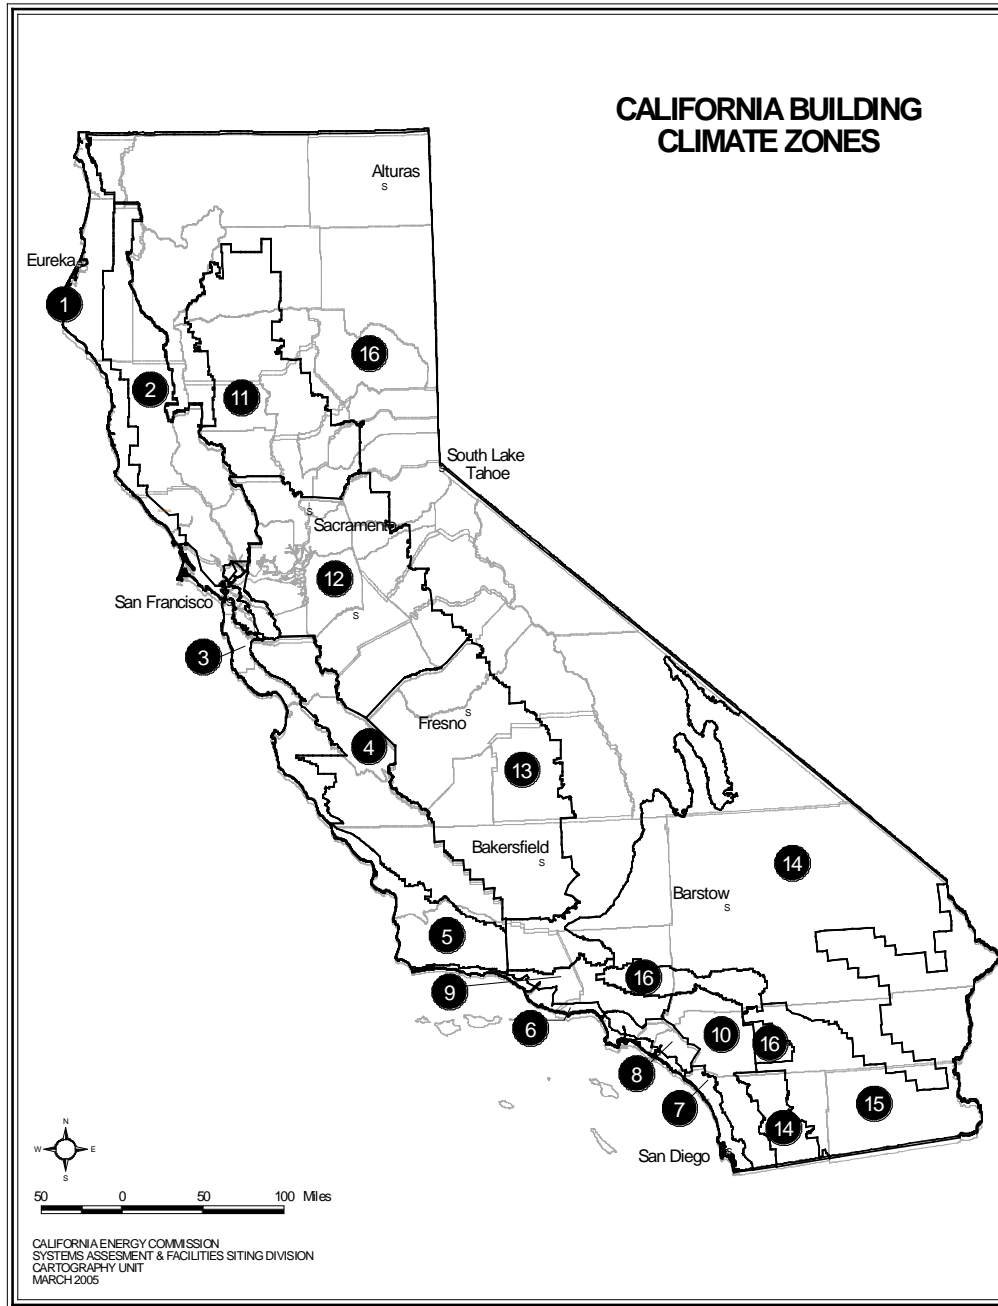 CALIFORNIA BUILDING
CLIMATE ZONES
Alturas
S
Eureka
1
16
2
11
South Lake
Tahoe
S
Sacramento
12
San Francisco
S
3
Fresno
S
4
13
Bakersfield
S
14
Barstow
S
5
16
9
6
10
16
8
7
15
14
San Diego
S
N
W
E
S
50
0
50
100 Miles
CALIFORNIA ENERGY COMMISSION
SYSTEMS ASSESMENT & FACILITIES SITING DIVISION
CARTOGRAPHY UNIT
MARCH 2005